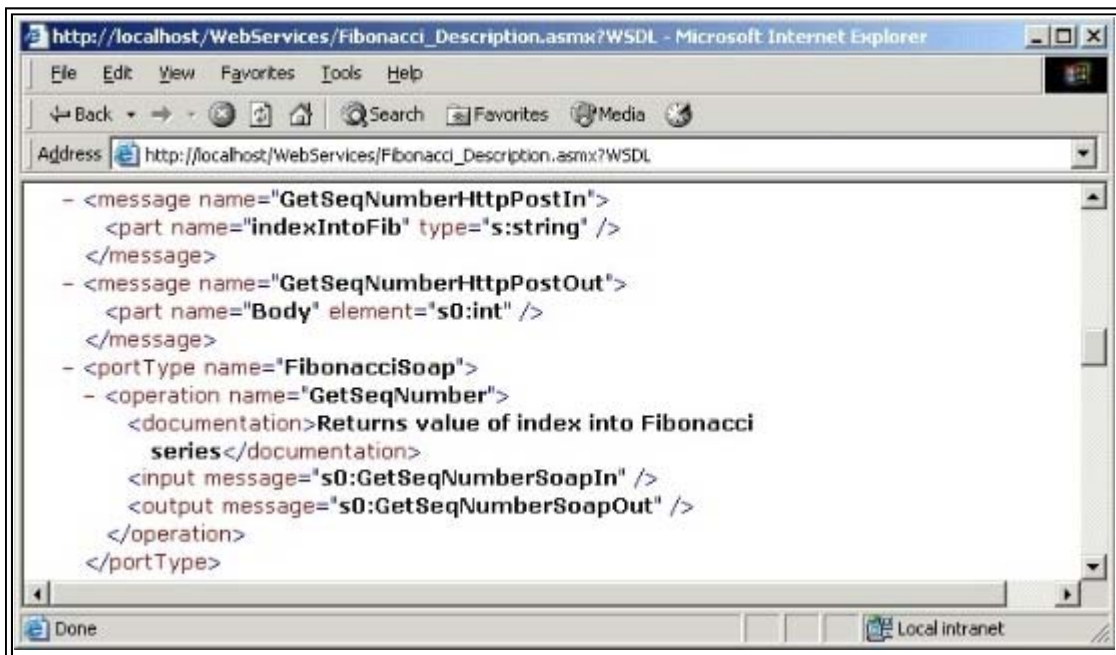 http://localhost/WebServices/Fibonacci_Description.asmx?WSDL - Microsoft Internet Explorer
File Edit View Favorites Tools Help
Back Search Favorites Media
Address http://localhost/WebServices/Fibonacci_Description.asmx?WSDL
- <message name="GetSeqNumberHttpPostIn">
<part name="indexIntoFib" type="s:string" />
</message>
- <message name="GetSeqNumberHttpPostOut">
<part name="Body" element="s0:int" />
</message>
- <portType name="FibonacciSoap">
- <operation name="GetSeqNumber">
<documentation>Returns value of index into Fibonacci
series</documentation>
<input message="s0:GetSeqNumberSoapIn" />
<output message="s0:GetSeqNumberSoapOut" />
</operation>
</portType>
Done Local intranet